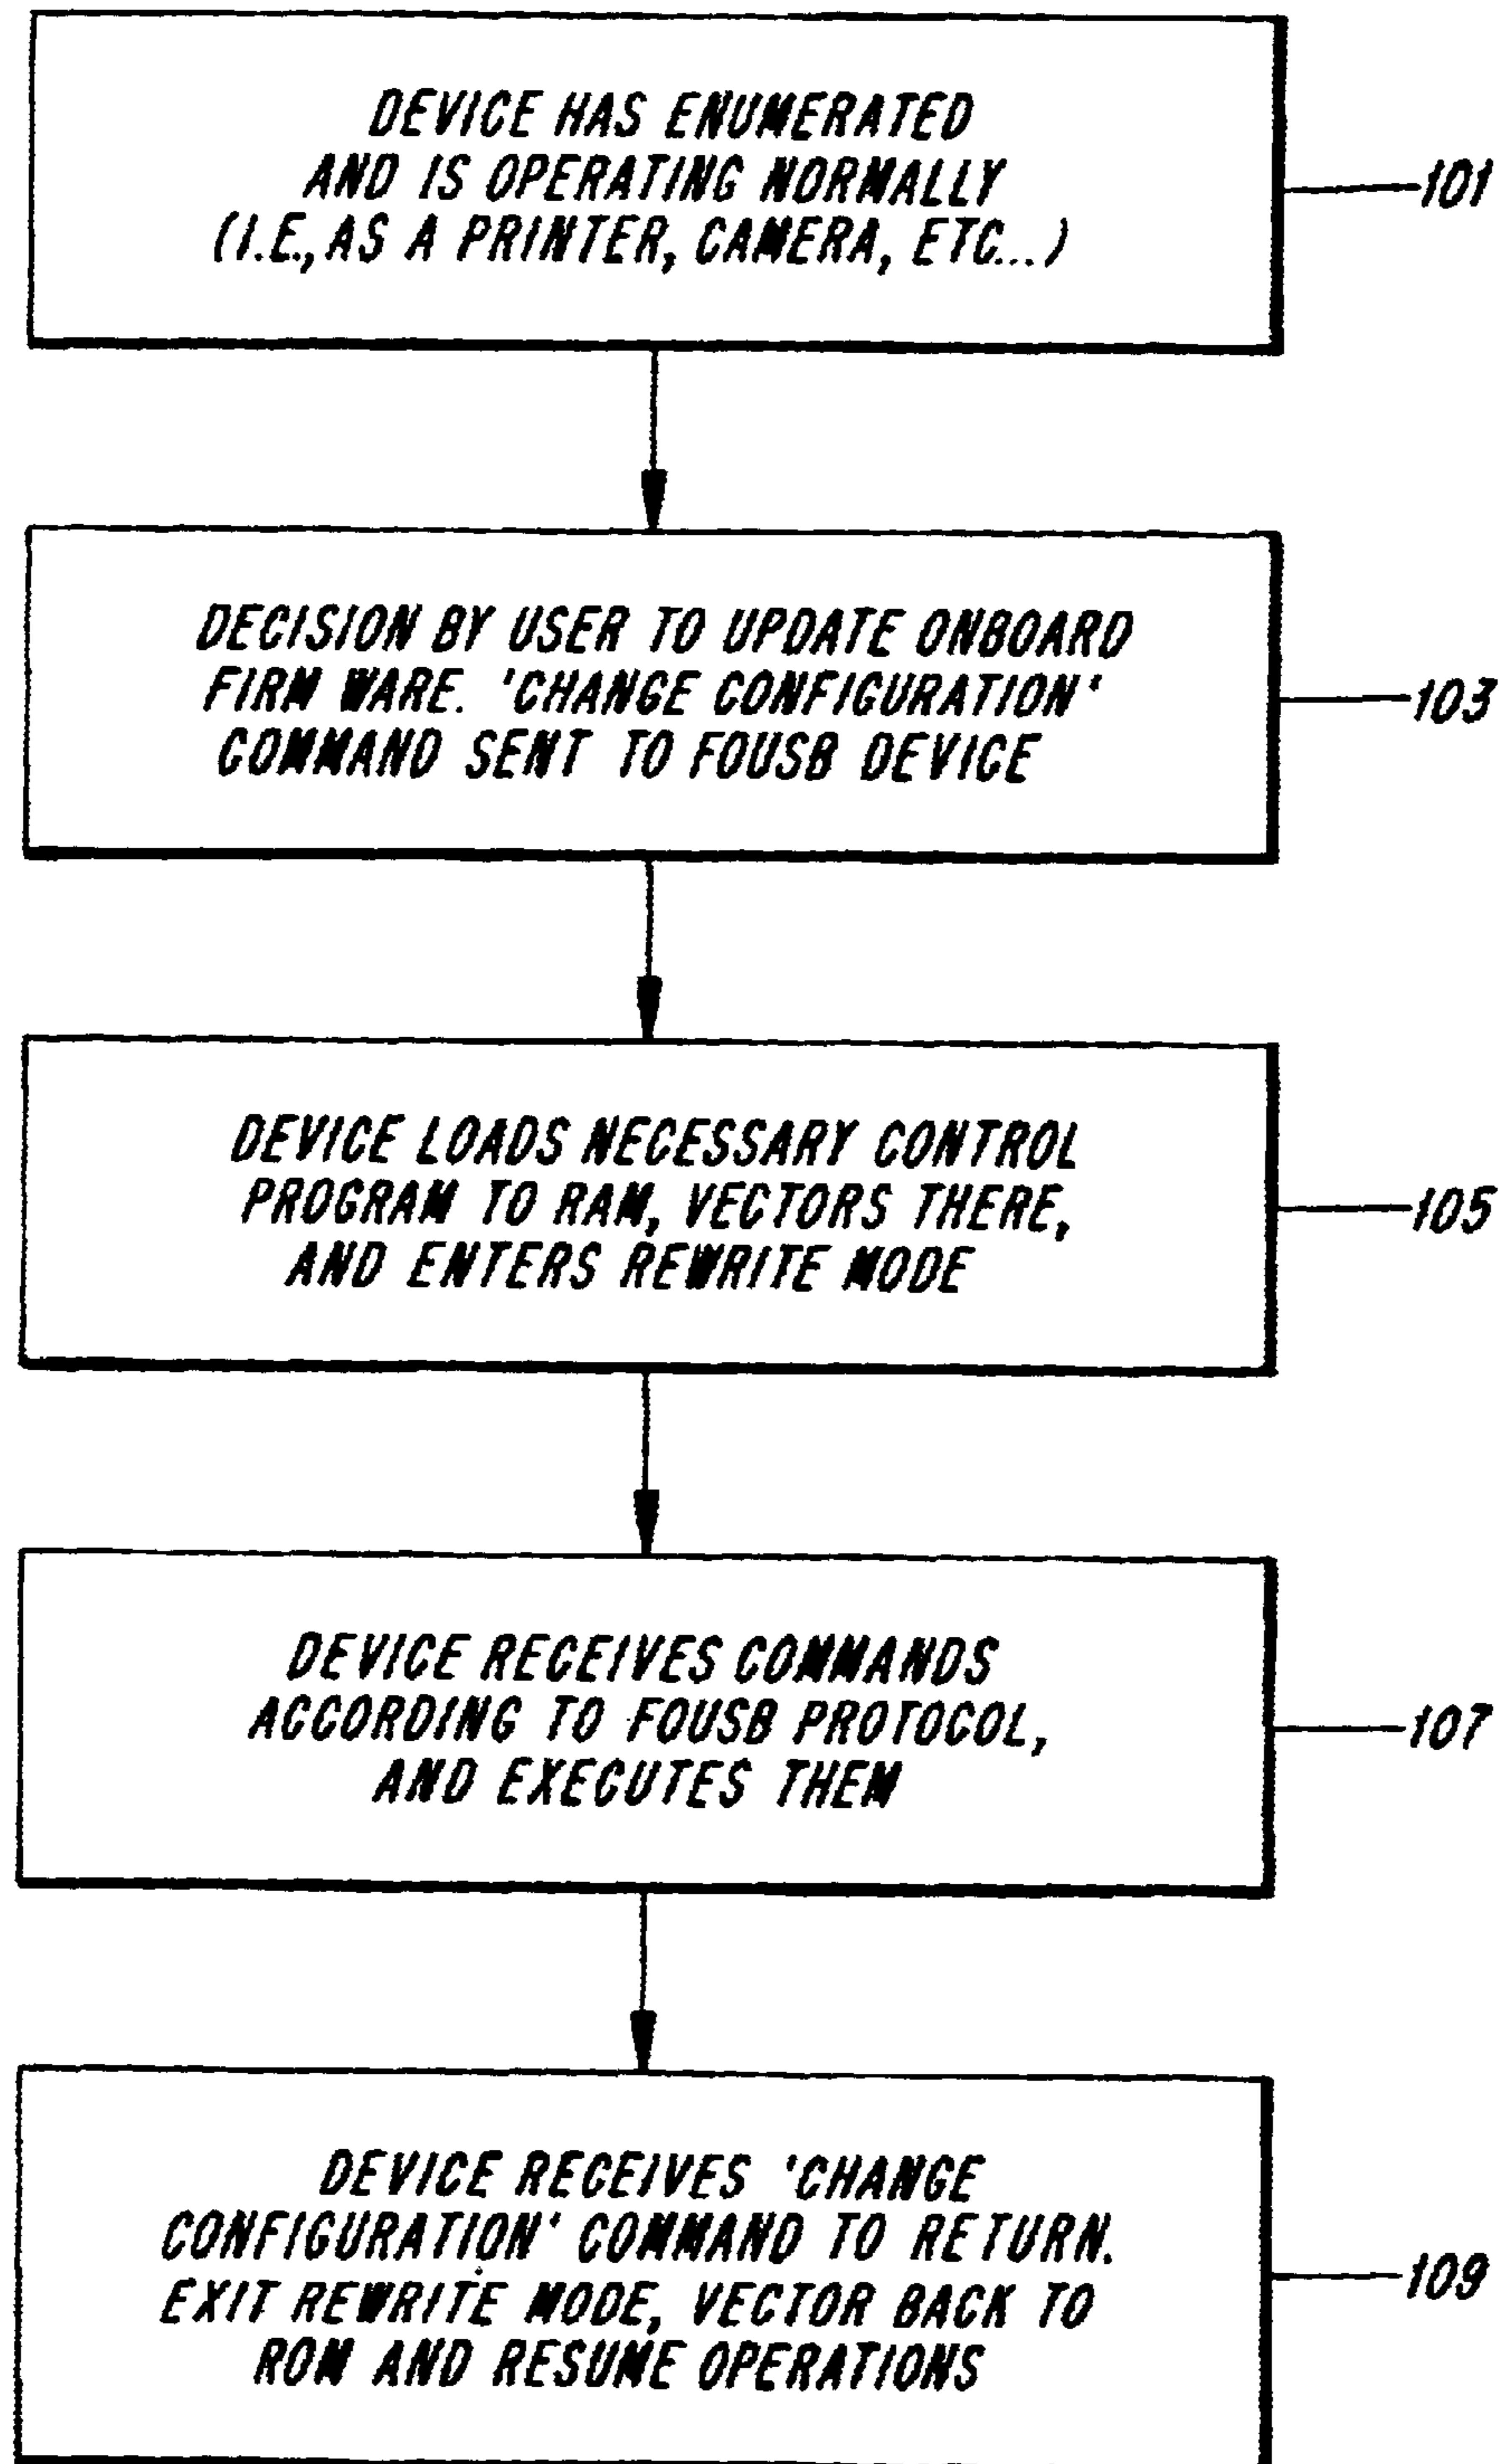 DEVICE HAS ENUMERATED
AND IS OPERATING NORMALLY
(I.E., AS A PRINTER, CAMERA, ETC...)
101
DECISION BY USER TO UPDATE ONBOARD
FIRM WARE. 'CHANGE CONFIGURATION'
COMMAND SENT TO FOUSB DEVICE
103
DEVICE LOADS NECESSARY CONTROL
PROGRAM TO RAM, VECTORS THERE,
AND ENTERS REWRITE MODE
105
DEVICE RECEIVES COMMANDS
ACCORDING TO FOUSB PROTOCOL,
AND EXECUTES THEM
107
DEVICE RECEIVES 'CHANGE
CONFIGURATION' COMMAND TO RETURN.
EXIT REWRITE MODE, VECTOR BACK TO
ROM AND RESUME OPERATIONS
109